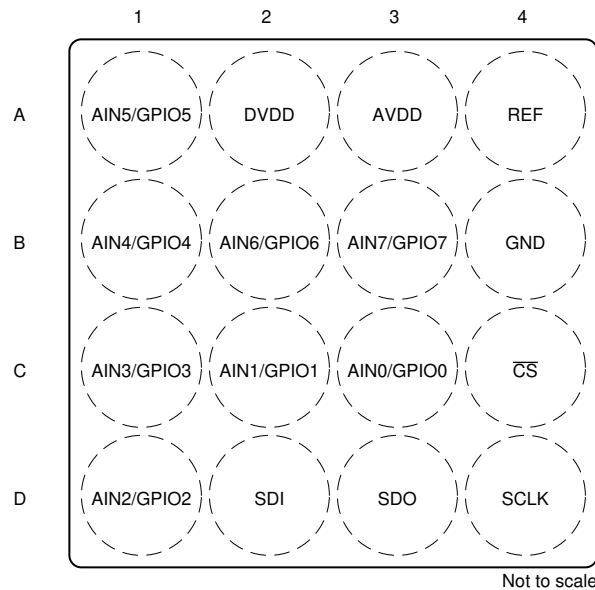 1 2 3 4
A AIN5/GPIO5 DVDD AVDD REF
B AIN4/GPIO4 AIN6/GPIO6 AIN7/GPIO7 GND
C AIN3/GPIO3 AIN1/GPIO1 AIN0/GPIO0 C̅S̅
D AIN2/GPIO2 SDI SDO SCLK
Not to scale